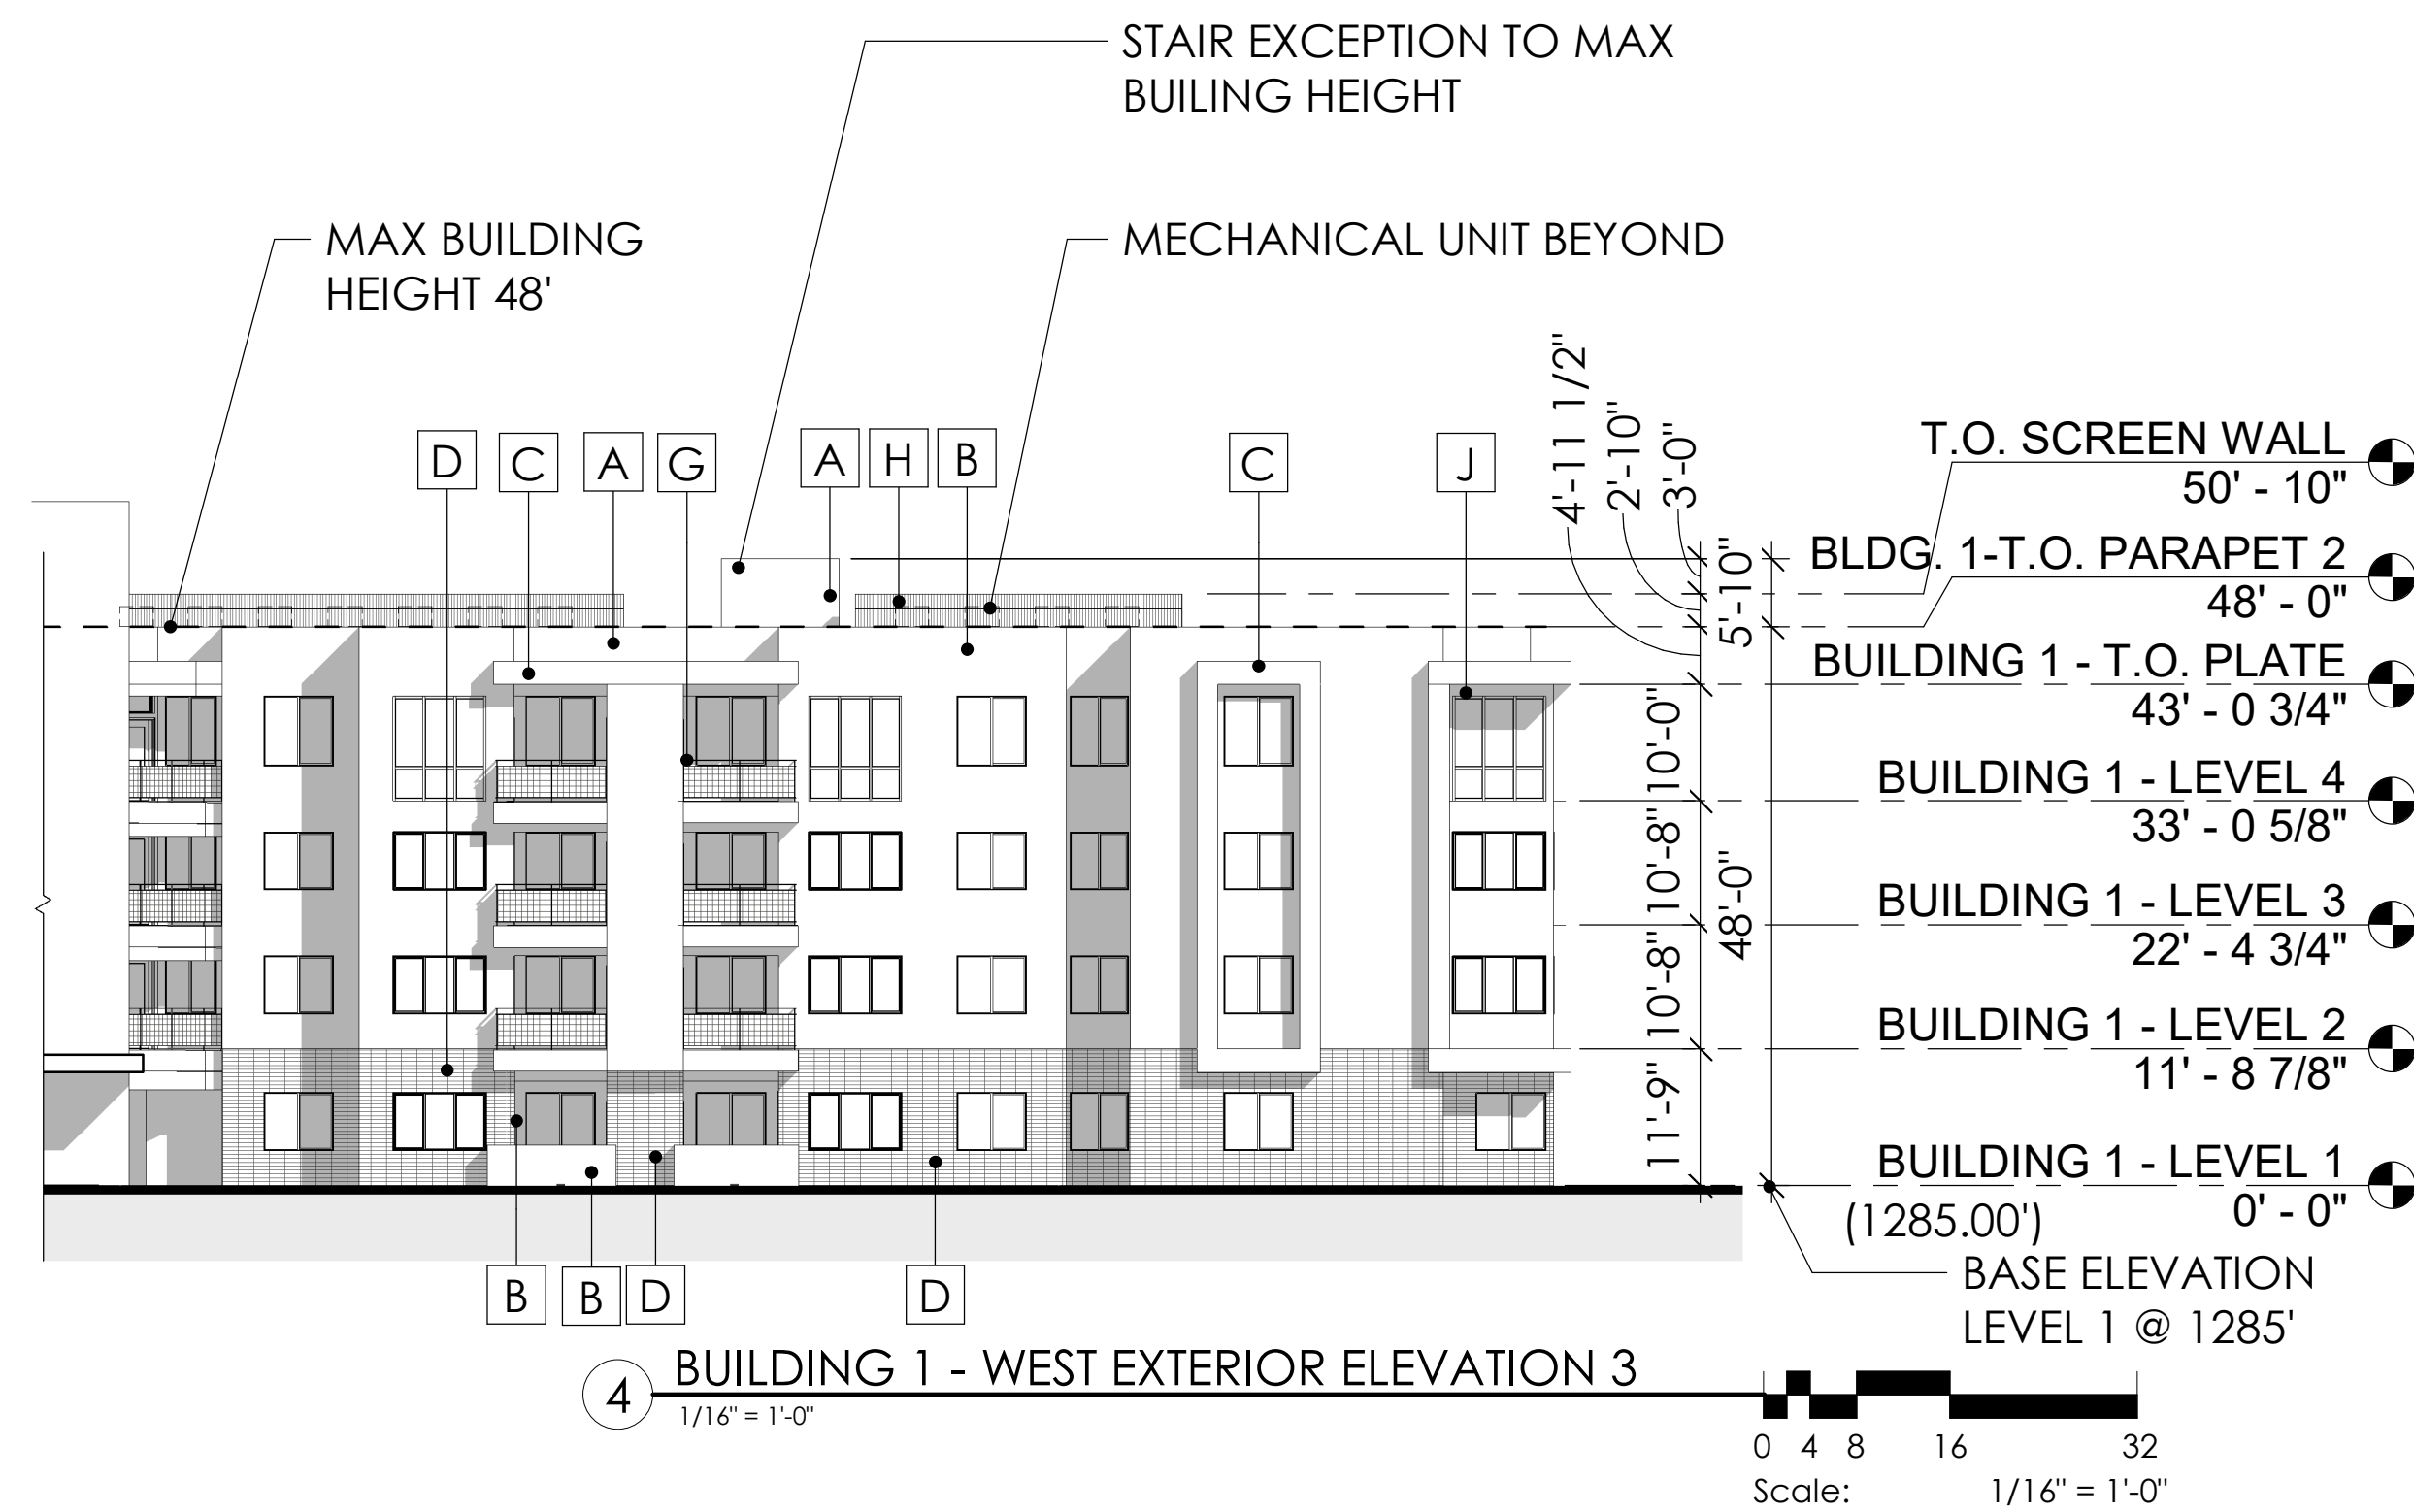 STAIR EXCEPTION TO MAX
BUILING HEIGHT
MAX BUILDING
HEIGHT 48'
MECHANICAL UNIT BEYOND
D
C
A
G
A
H
B
C
J
4'-11 1/2"
2'-10"
3'-0"
5'-10"
10'-0"
10'-8"
10'-8"
11'-9"
48'-0"
T.O. SCREEN WALL
50' - 10"
BLDG. 1-T.O. PARAPET 2
48' - 0"
BUILDING 1 - T.O. PLATE
43' - 0 3/4"
BUILDING 1 - LEVEL 4
33' - 0 5/8"
BUILDING 1 - LEVEL 3
22' - 4 3/4"
BUILDING 1 - LEVEL 2
11' - 8 7/8"
BUILDING 1 - LEVEL 1
(1285.00')
0' - 0"
BASE ELEVATION
LEVEL 1 @ 1285'
B
B
D
D
4
BUILDING 1 - WEST EXTERIOR ELEVATION 3
1/16" = 1'-0"
0 4 8 16 32
Scale: 1/16" = 1'-0"